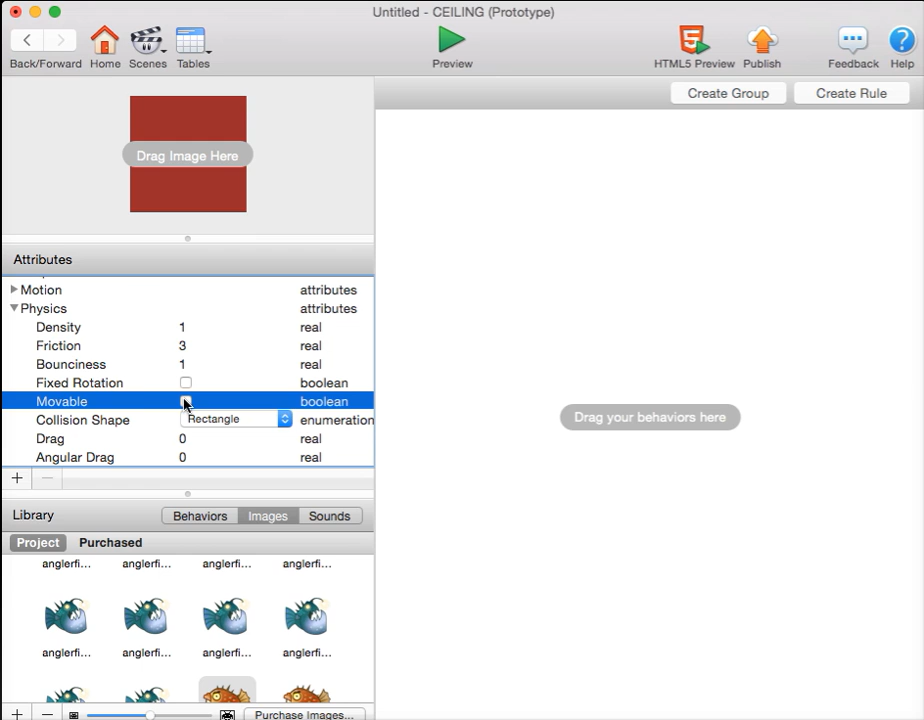 Untitled - CEILING (Prototype)
Back/Forward Home Scenes Tables Preview HTML5 Preview Publish Feedback Help
Create Group Create Rule
Drag Image Here
Attributes
Motion attributes
Physics attributes
Density 1 real
Friction 3 real
Bounciness 1 real
Fixed Rotation boolean
Movable boolean
Collision Shape Rectangle enumeration
Drag 0 real
Angular Drag 0 real
Drag your behaviors here
Library Behaviors Images Sounds
Project Purchased
anglerfi... anglerfi... anglerfi... anglerfi...
anglerfi... anglerfi... anglerfi... anglerfi...
Purchase Images...